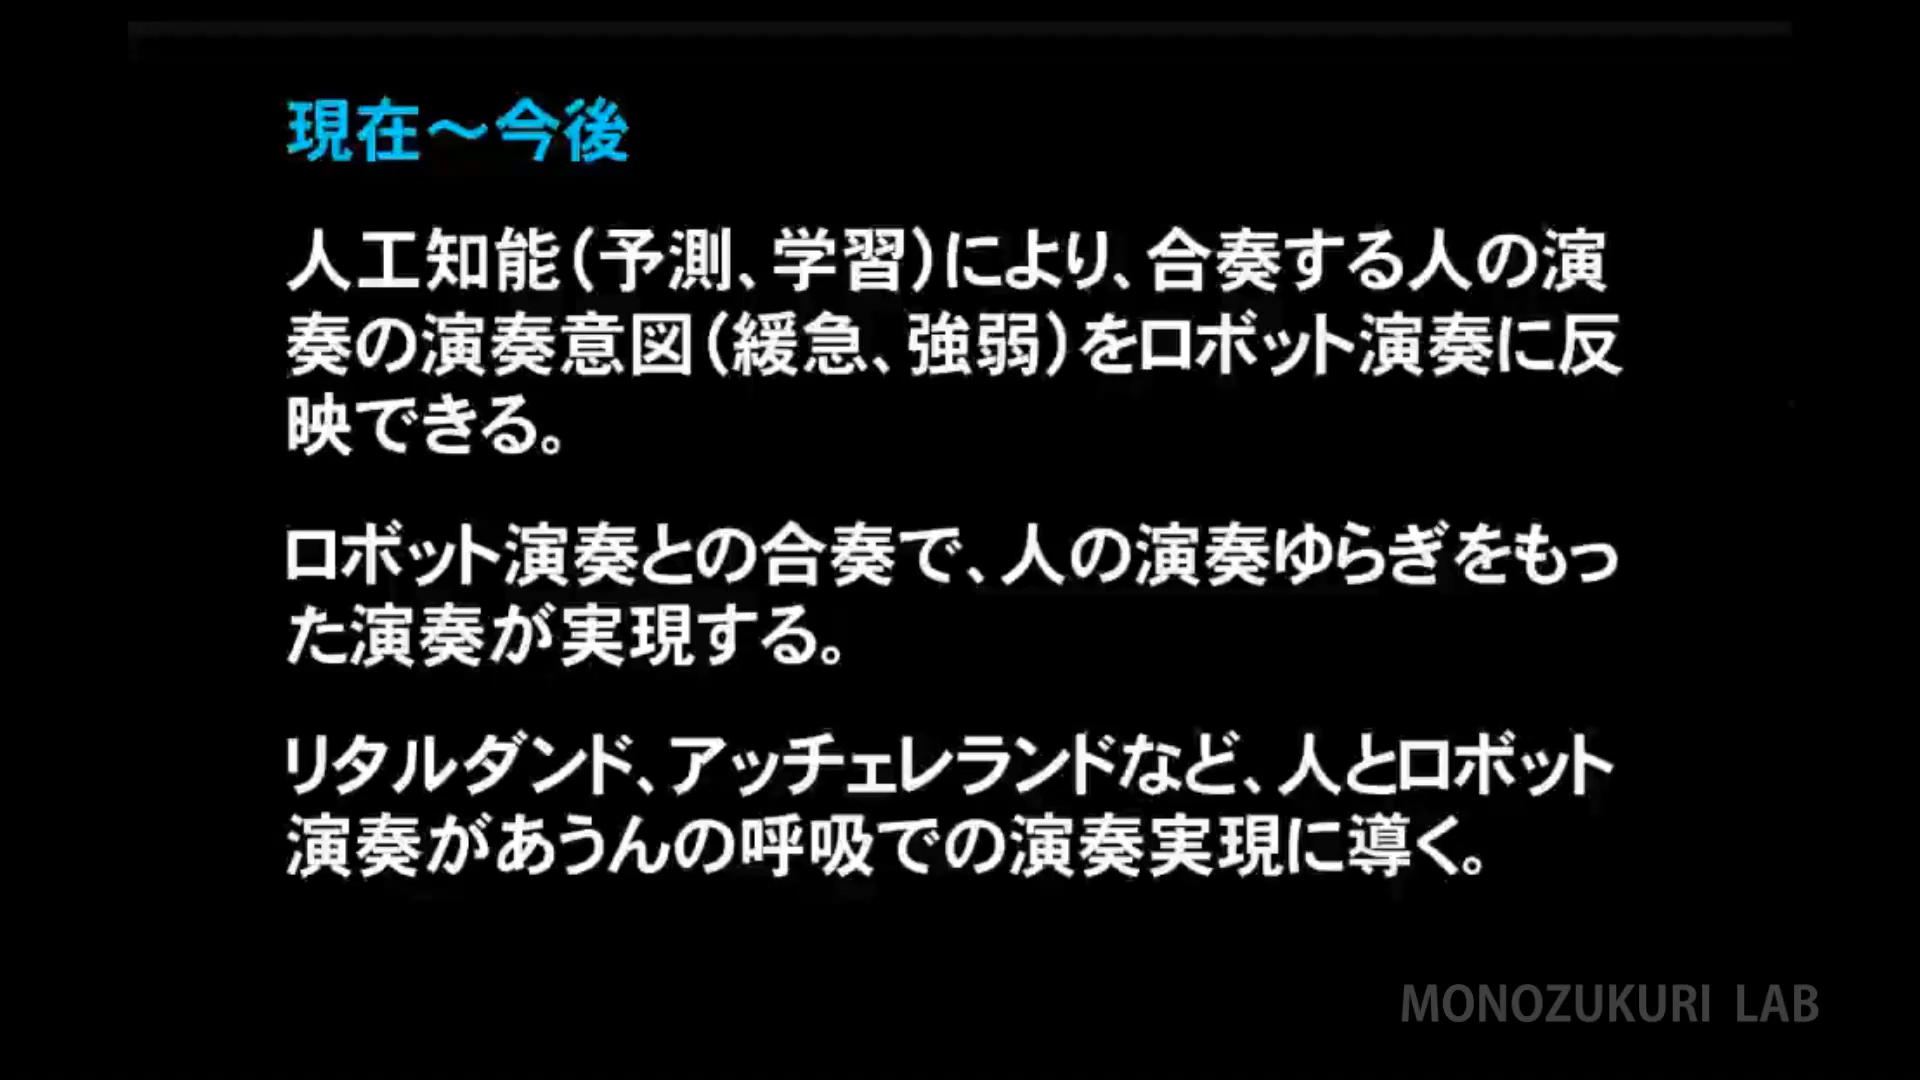 現在～今後
人工知能（予測、学習）により、合奏する人の演
奏の演奏意図（緩急、強弱）をロボット演奏に反
映できる。
ロボット演奏との合奏で、人の演奏ゆらぎをもっ
た演奏が実現する。
リタルダンド、アッチェレランドなど、人とロボット
演奏があうんの呼吸での演奏実現に導く。
MONOZUKURI LAB